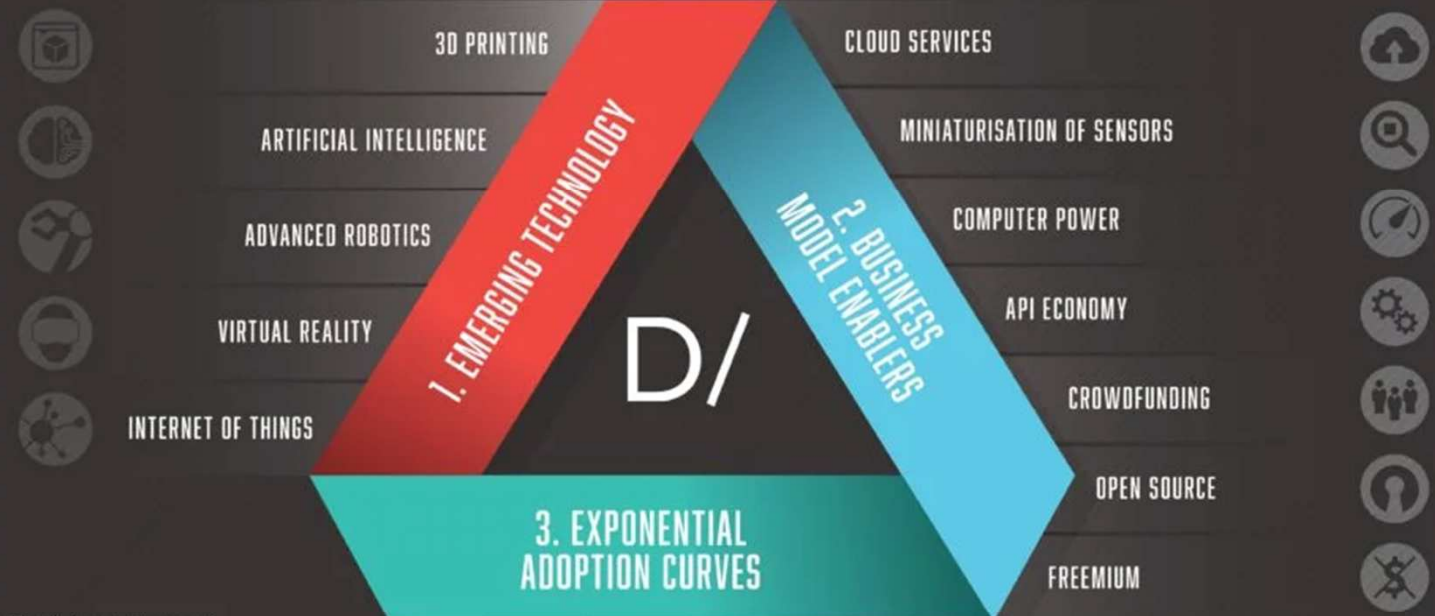 3D PRINTING
ARTIFICIAL INTELLIGENCE
ADVANCED ROBOTICS
VIRTUAL REALITY
INTERNET OF THINGS
1. EMERGING TECHNOLOGY
D/
2. BUSINESS
MODEL ENABLERS
CLOUD SERVICES
MINIATURISATION OF SENSORS
COMPUTER POWER
API ECONOMY
CROWDFUNDING
OPEN SOURCE
FREEMIUM
3. EXPONENTIAL
ADOPTION CURVES